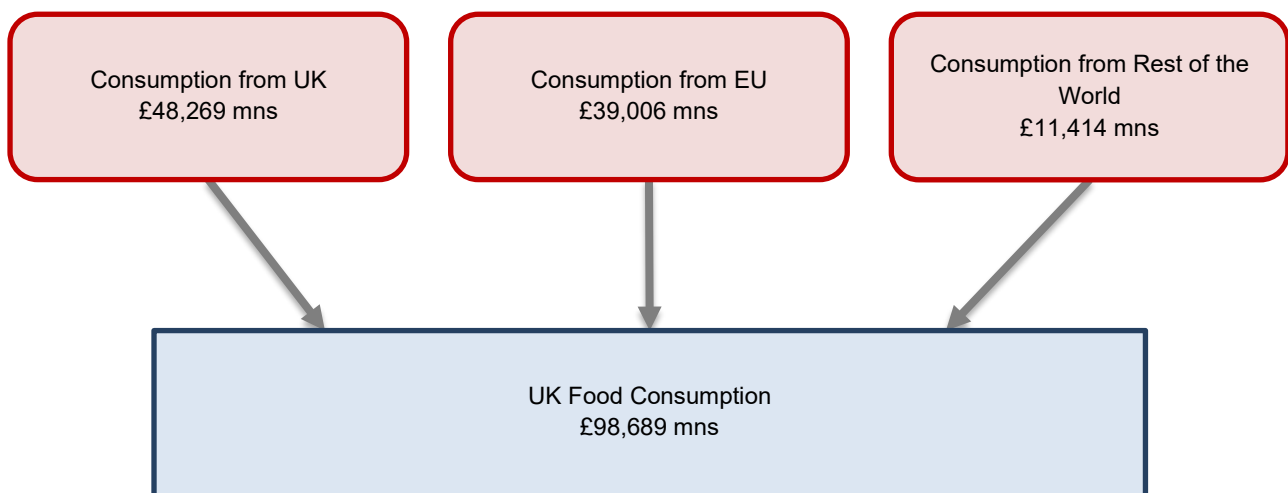 Consumption from UK
£48,269 mns
Consumption from EU
£39,006 mns
Consumption from Rest of the
World
£11,414 mns
UK Food Consumption
£98,689 mns